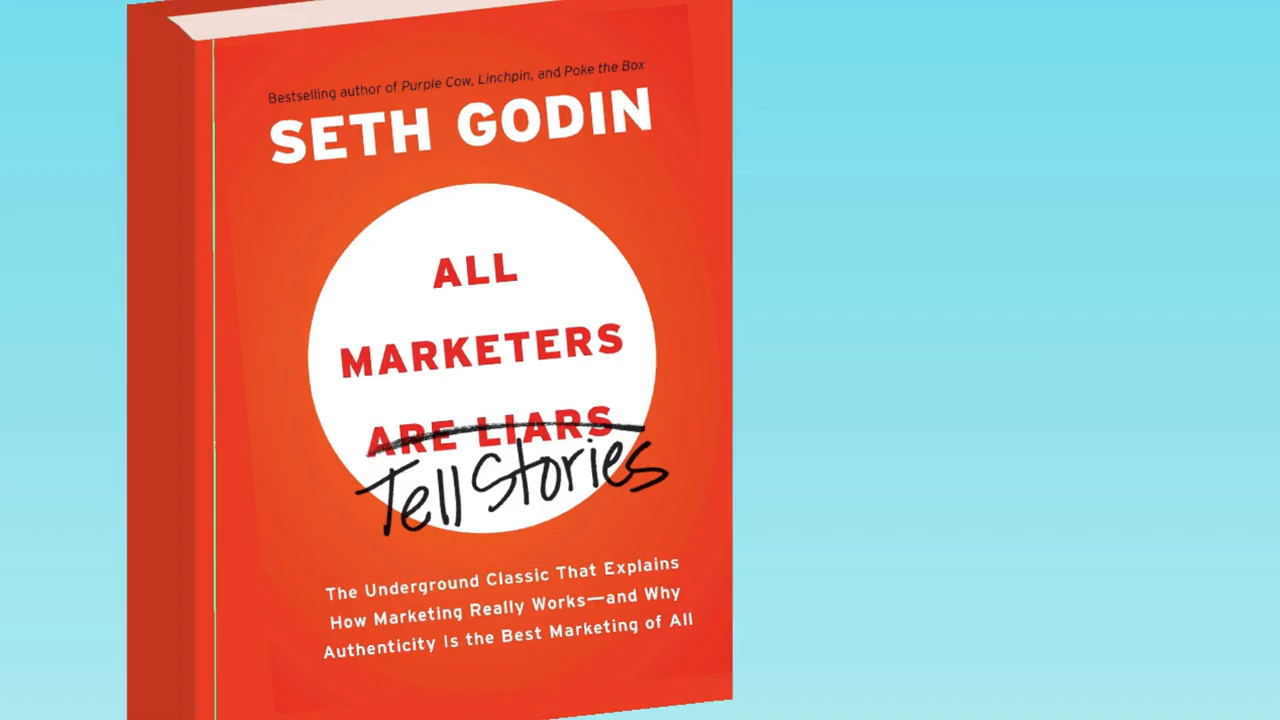 Bestselling author of Purple Cow, Linchpin, and Poke the Box
SETH GODIN
ALL
MARKETERS
ARE LIARS
Tell Stories
The Underground Classic That Explains
How Marketing Really Works—and Why
Authenticity Is the Best Marketing of All